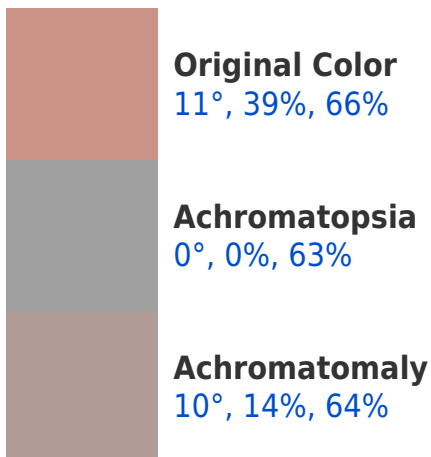 Original Color
11°, 39%, 66%
Achromatopsia
0°, 0%, 63%
Achromatomaly
10°, 14%, 64%